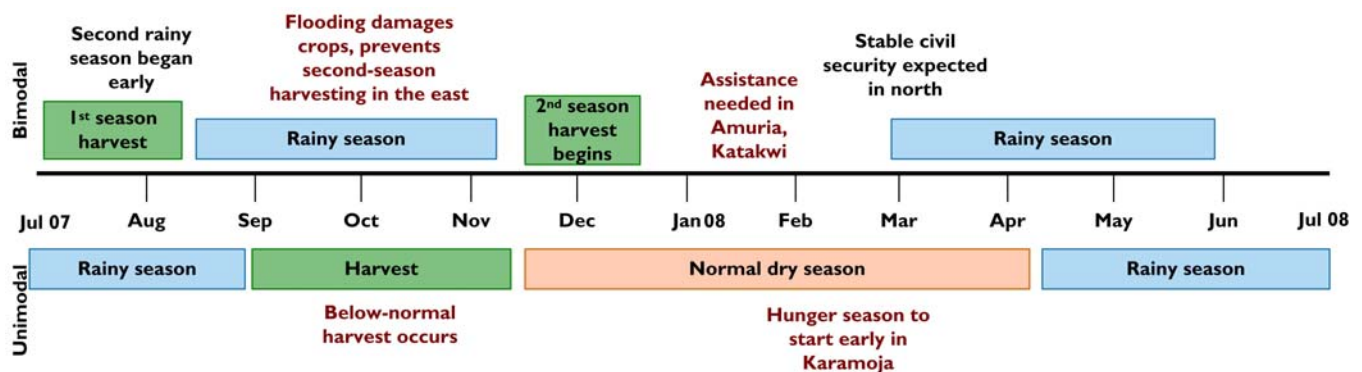 Bimodal
Second rainy
season began
early
1st season
harvest
Flooding damages
crops, prevents
second-season
harvesting in the east
Rainy season
2nd season
harvest
begins
Assistance
needed in
Amuria,
Katakwi
Stable civil
security expected
in north
Rainy season
Jul 07 Aug Sep Oct Nov Dec Jan 08 Feb Mar Apr May Jun Jul 08
Unimodal
Rainy season
Harvest
Below-normal
harvest occurs
Normal dry season
Hunger season to
start early in
Karamoja
Rainy season